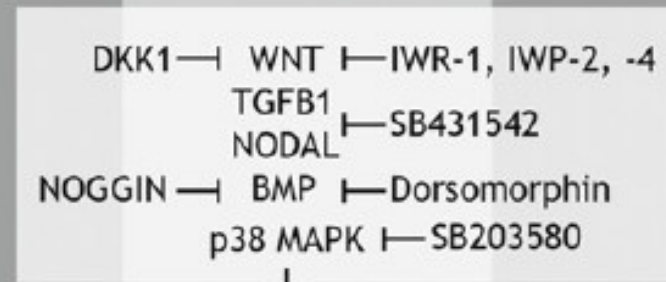 DKK1 WNT IWR-1, IWP-2, -4
TGFB1
SB431542
NODAL
NOGGIN BMP Dorsomorphin
p38 MAPK SB203580